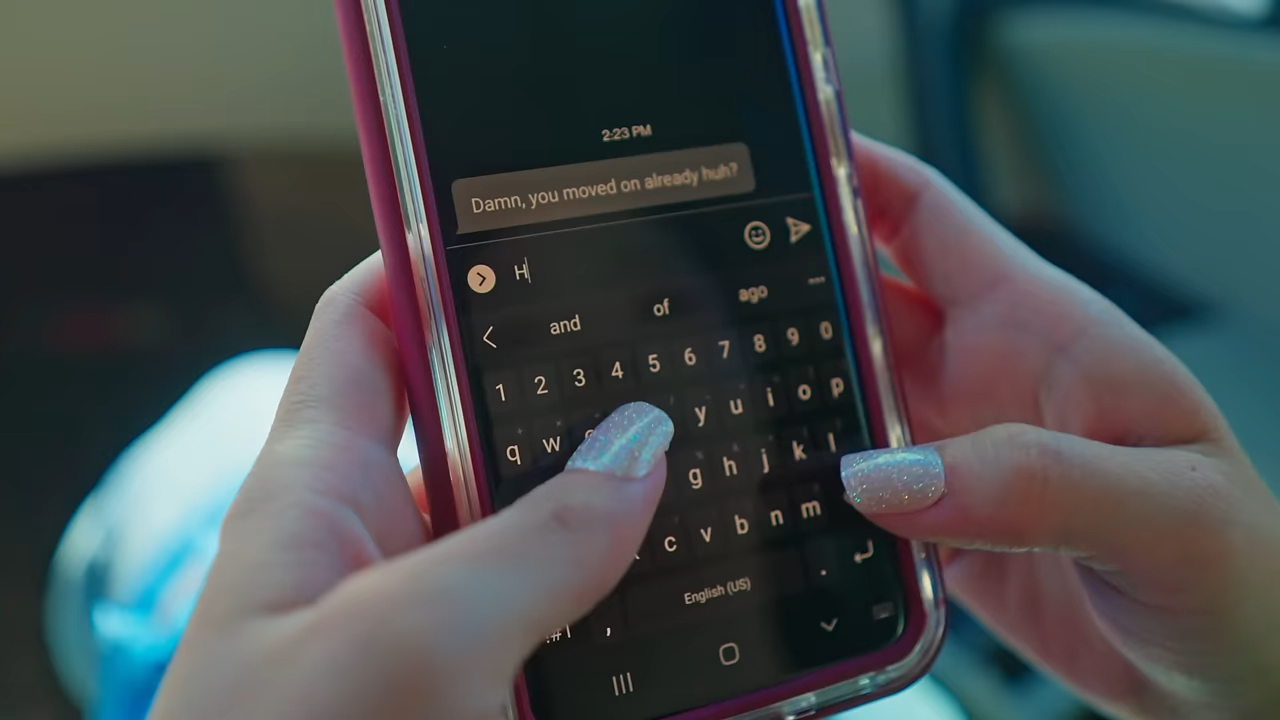 2:23 PM
Damn, you moved on already huh?
H
and of ago
1 2 3 4 5 6 7 8 9 0
q w y u i o p
g h j k l
c v b n m
!#1 , English (US) .